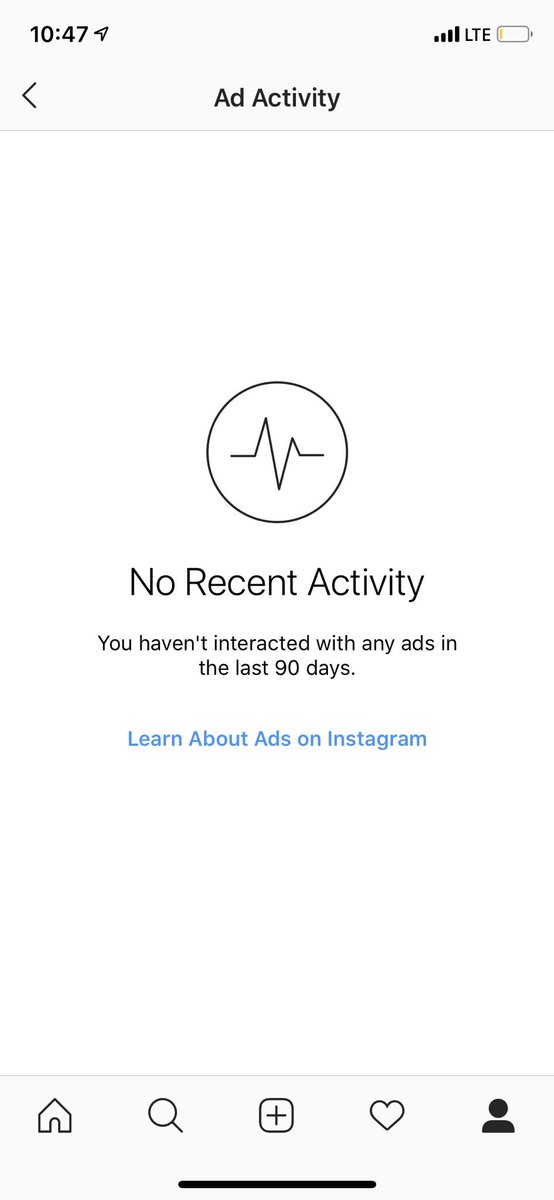 10:47
LTE
Ad Activity
No Recent Activity
You haven't interacted with any ads in
the last 90 days.
Learn About Ads on Instagram